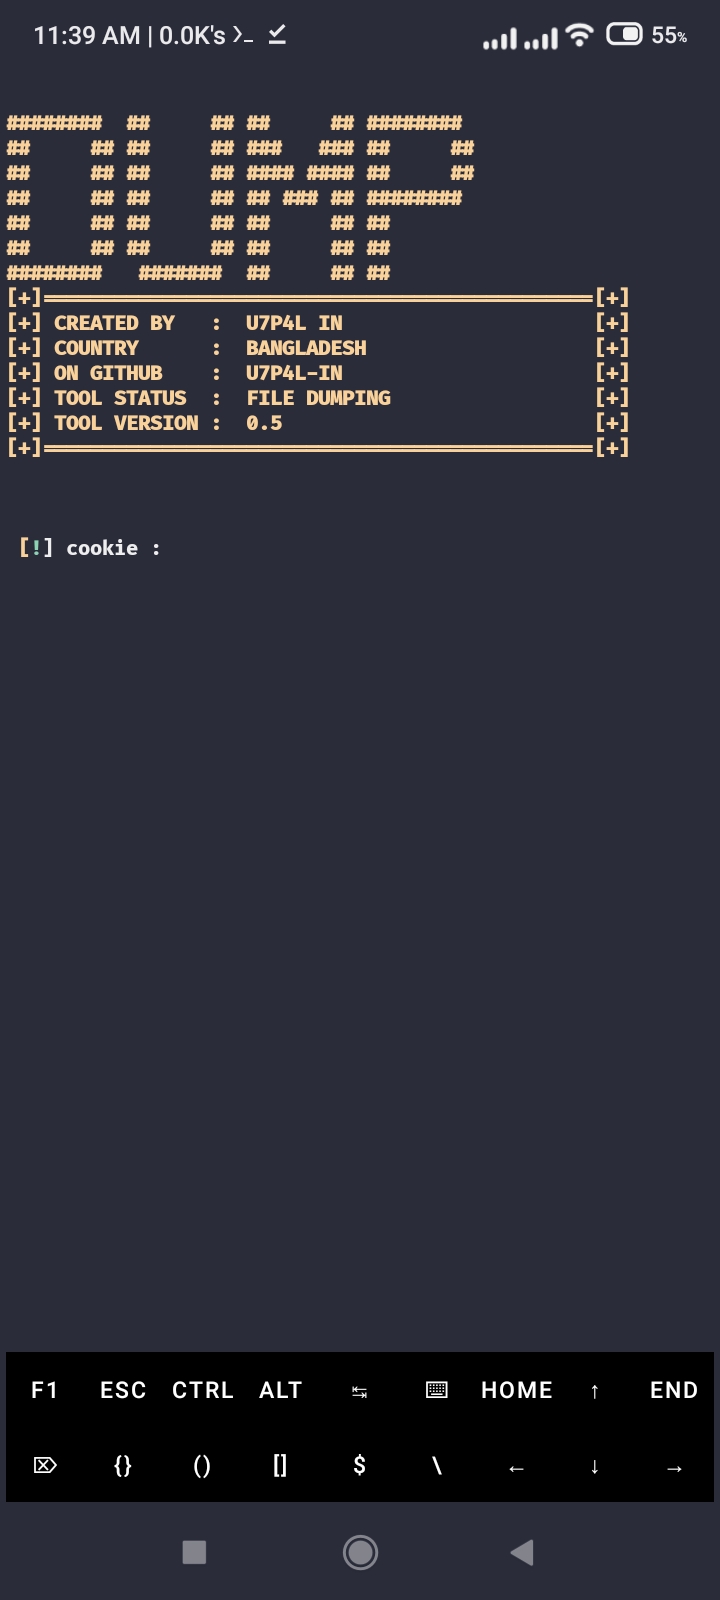 11:39 AM | 0.0K's >_ 55%
######## ## ## ## ## ########
## ## ## ## ### ### ## ##
## ## ## ## #### #### ## ##
## ## ## ## ## ### ## ########
## ## ## ## ## ## ##
## ## ## ## ## ## ##
######## ####### ## ## ##
[+]══════════════════════════════════════════════[+]
[+] CREATED BY : U7P4L IN [+]
[+] COUNTRY : BANGLADESH [+]
[+] ON GITHUB : U7P4L-IN [+]
[+] TOOL STATUS : FILE DUMPING [+]
[+] TOOL VERSION : 0.5 [+]
[+]══════════════════════════════════════════════[+]
[!] cookie :
F1 ESC CTRL ALT ⇆ ⌨ HOME ↑ END
⌦ {} () [] $ \ ← ↓ →